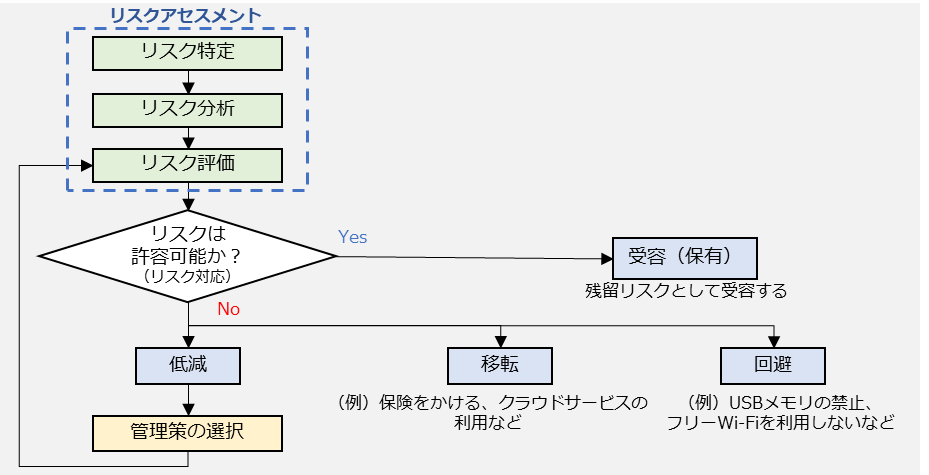 リスクアセスメント
リスク特定
リスク分析
リスク評価
リスクは
許容可能か？
（リスク対応）
Yes
受容（保有）
残留リスクとして受容する
No
低減
移転
回避
（例）保険をかける、クラウドサービスの
利用など
（例）USBメモリの禁止、
フリーWi-Fiを利用しないなど
管理策の選択